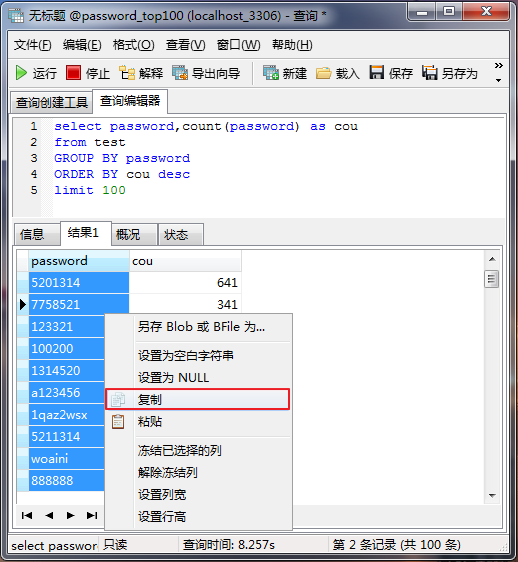 无标题 @password_top100 (localhost_3306) - 查询 *
文件(F) 编辑(E) 格式(O) 查看(V) 窗口(W) 帮助(H)
运行 停止 解释 导出向导 新建 载入 保存 另存为
查询创建工具 查询编辑器
1 select password,count(password) as cou
2 from test
3 GROUP BY password
4 ORDER BY cou desc
5 limit 100
信息 结果1 概况 状态
password cou
5201314 641
7758521 341
123321
100200
1314520
a123456
1qaz2wsx
5211314
woaini
888888
另存 Blob 或 BFile 为...
设置为空白字符串
设置为 NULL
复制
粘贴
冻结已选择的列
解除冻结列
设置列宽
设置行高
select passwor 只读 查询时间: 8.257s 第 2 条记录 (共 100 条)